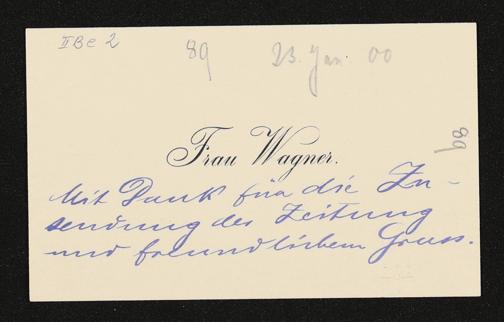 II Be 2
89
23. Jan. 00
Frau Wagner.
89
Mit Dank für die Zu-
sendung der Zeitung
und freundlichem Gruss.